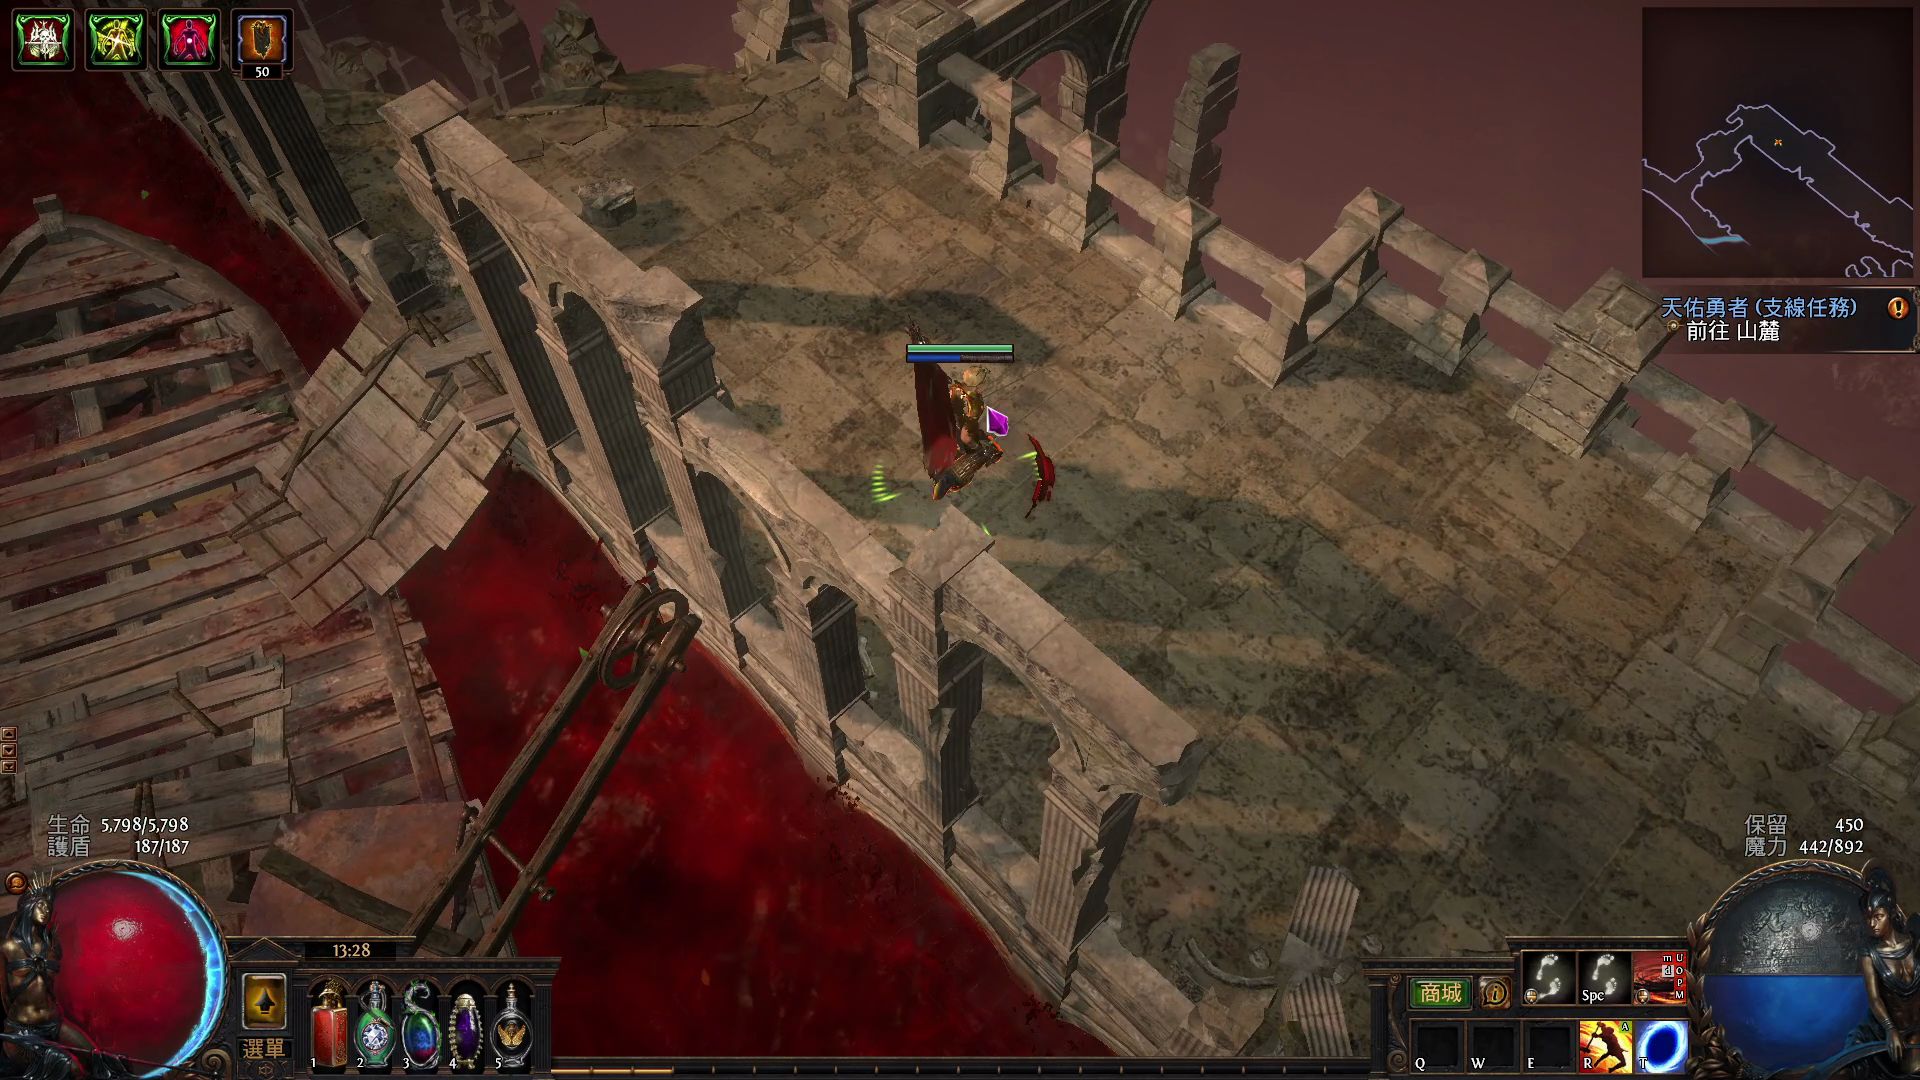 50
天佑勇者 (支線任務)
前往 山麓
生命 5,798/5,798
護盾 187/187
保留 450
魔力 442/892
13:28
選單
1 2 3 4 5
商城
Spc
m U
d O
P
M
Q W E R A T